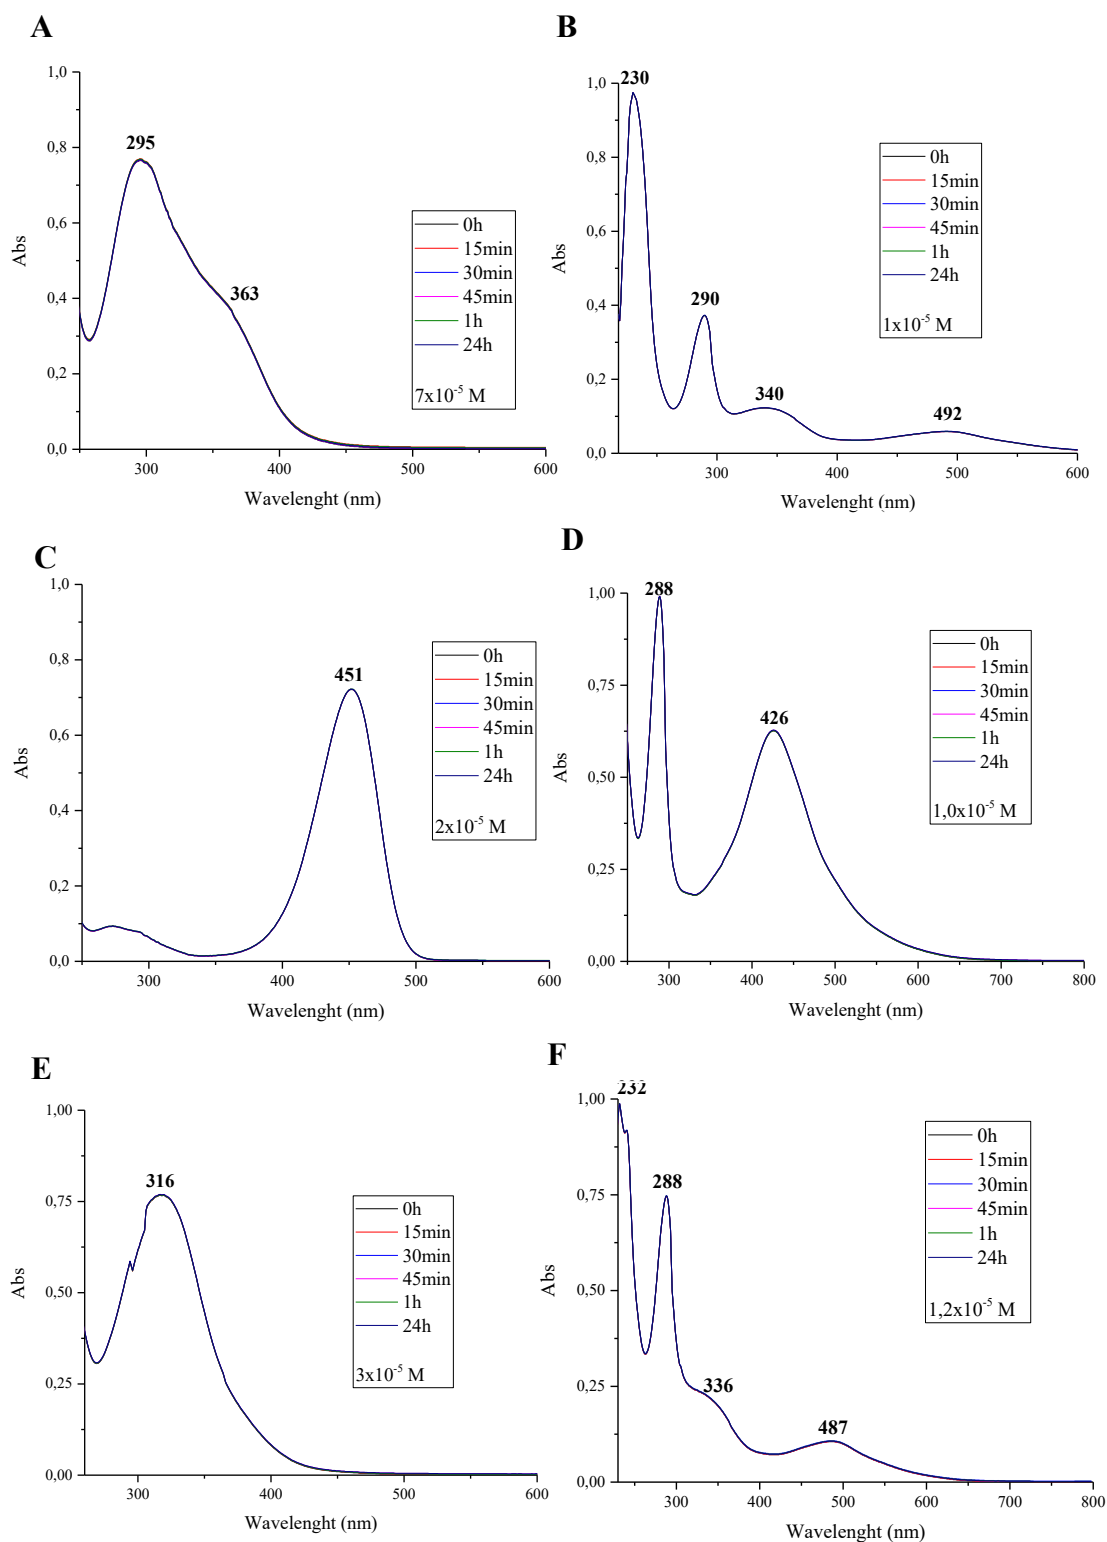 A
1,0
0,8
0,6
0,4
0,2
0,0
Abs
295
363
0h
15min
30min
45min
1h
24h
7x10⁻⁵ M
300
400
500
600
Wavelenght (nm)
B
1,0
0,8
0,6
0,4
0,2
0,0
Abs
230
290
340
492
0h
15min
30min
45min
1h
24h
1x10⁻⁵ M
300
400
500
600
Wavelenght (nm)
C
1,0
0,8
0,6
0,4
0,2
0,0
Abs
451
0h
15min
30min
45min
1h
24h
2x10⁻⁵ M
300
400
500
600
Wavelenght (nm)
D
1,00
0,75
0,50
0,25
0,00
Abs
288
426
0h
15min
30min
45min
1h
24h
1,0x10⁻⁵ M
300
400
500
600
700
800
Wavelenght (nm)
E
1,00
0,75
0,50
0,25
0,00
Abs
316
0h
15min
30min
45min
1h
24h
3x10⁻⁵ M
300
400
500
600
Wavelenght (nm)
F
1,00
0,75
0,50
0,25
0,00
Abs
232
288
336
487
0h
15min
30min
45min
1h
24h
1,2x10⁻⁵ M
300
400
500
600
700
800
Wavelenght (nm)